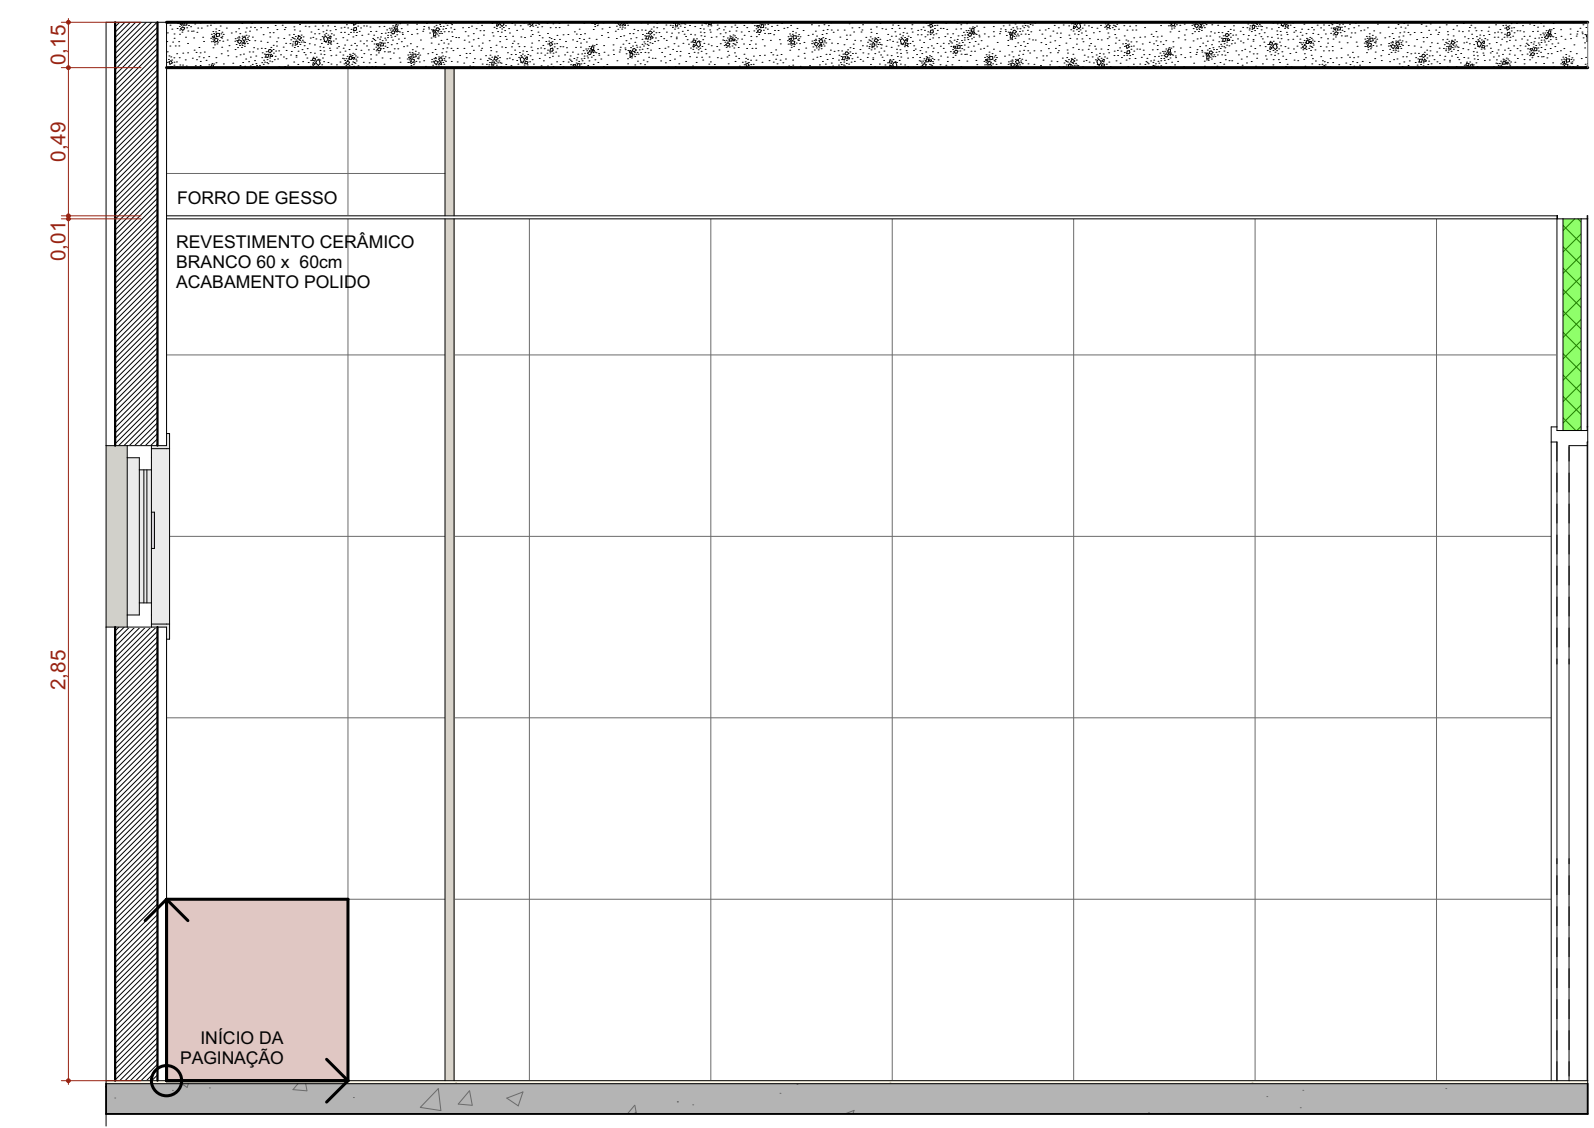 0,15
0,49
FORRO DE GESSO
0,01
REVESTIMENTO CERÂMICO
BRANCO 60 x  60cm
ACABAMENTO POLIDO
2,85
INÍCIO DA
PAGINAÇÃO